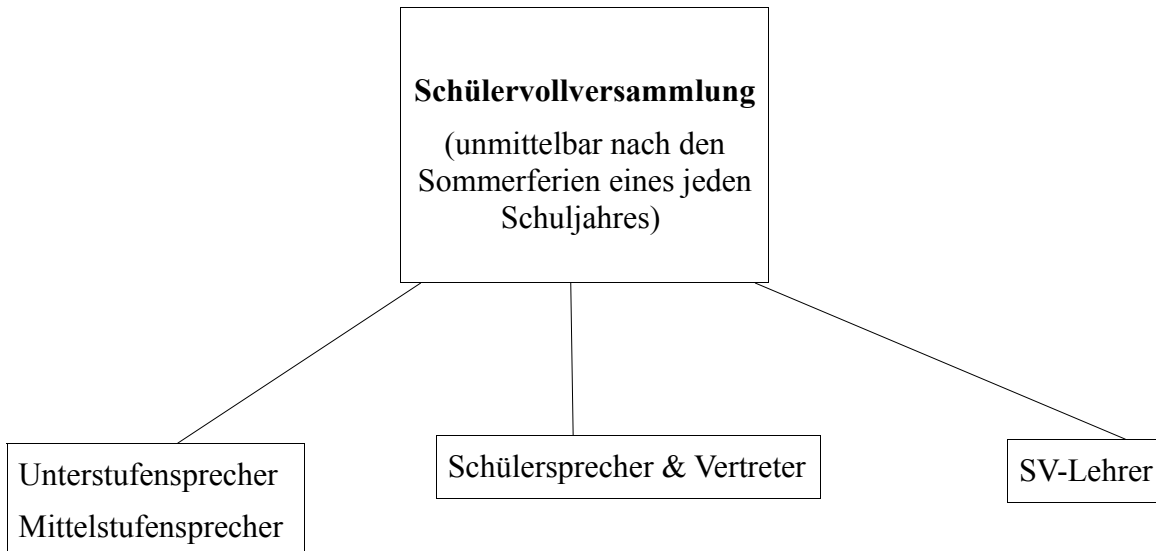 Schülervollversammlung
(unmittelbar nach den
Sommerferien eines jeden
Schuljahres)
Unterstufensprecher
Mittelstufensprecher
Schülersprecher & Vertreter
SV-Lehrer